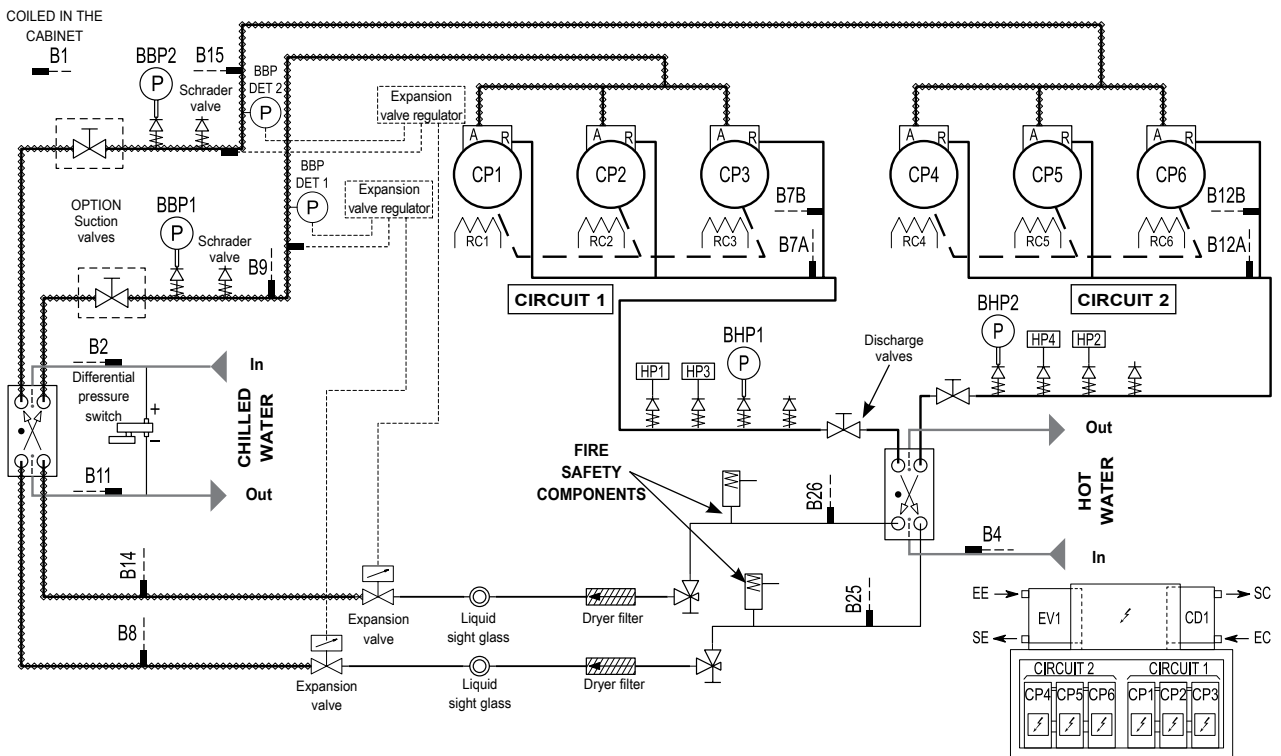 COILED IN THE
CABINET
B1
BBP2
P
B15
Schrader
valve
BBP
DET 2
P
Expansion
valve regulator
OPTION
Suction
valves
BBP1
P
Schrader
valve
B9
BBP
DET 1
P
Expansion
valve regulator
A
R
CP1
RC1
A
R
CP2
RC2
A
R
CP3
RC3
B7B
B7A
CIRCUIT 1
A
R
CP4
RC4
A
R
CP5
RC5
A
R
CP6
RC6
B12B
B12A
CIRCUIT 2
B2
In
Differential
pressure
switch
+
−
CHILLED
WATER
B11
Out
HP1
HP3
BHP1
P
Discharge
valves
BHP2
P
HP4
HP2
Out
HOT
WATER
B4
In
FIRE
SAFETY
COMPONENTS
B26
B25
B14
B8
Expansion
valve
Liquid
sight glass
Dryer filter
Expansion
valve
Liquid
sight glass
Dryer filter
EE
SE
EV1
CD1
SC
EC
CIRCUIT 2
CIRCUIT 1
CP4
CP5
CP6
CP1
CP2
CP3